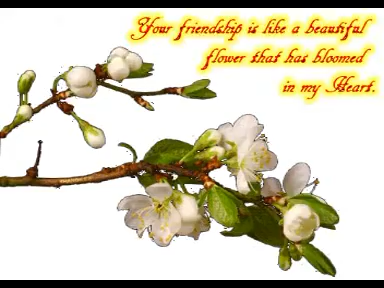 Your friendship is like a beautiful
flower that has bloomed
in my Heart.